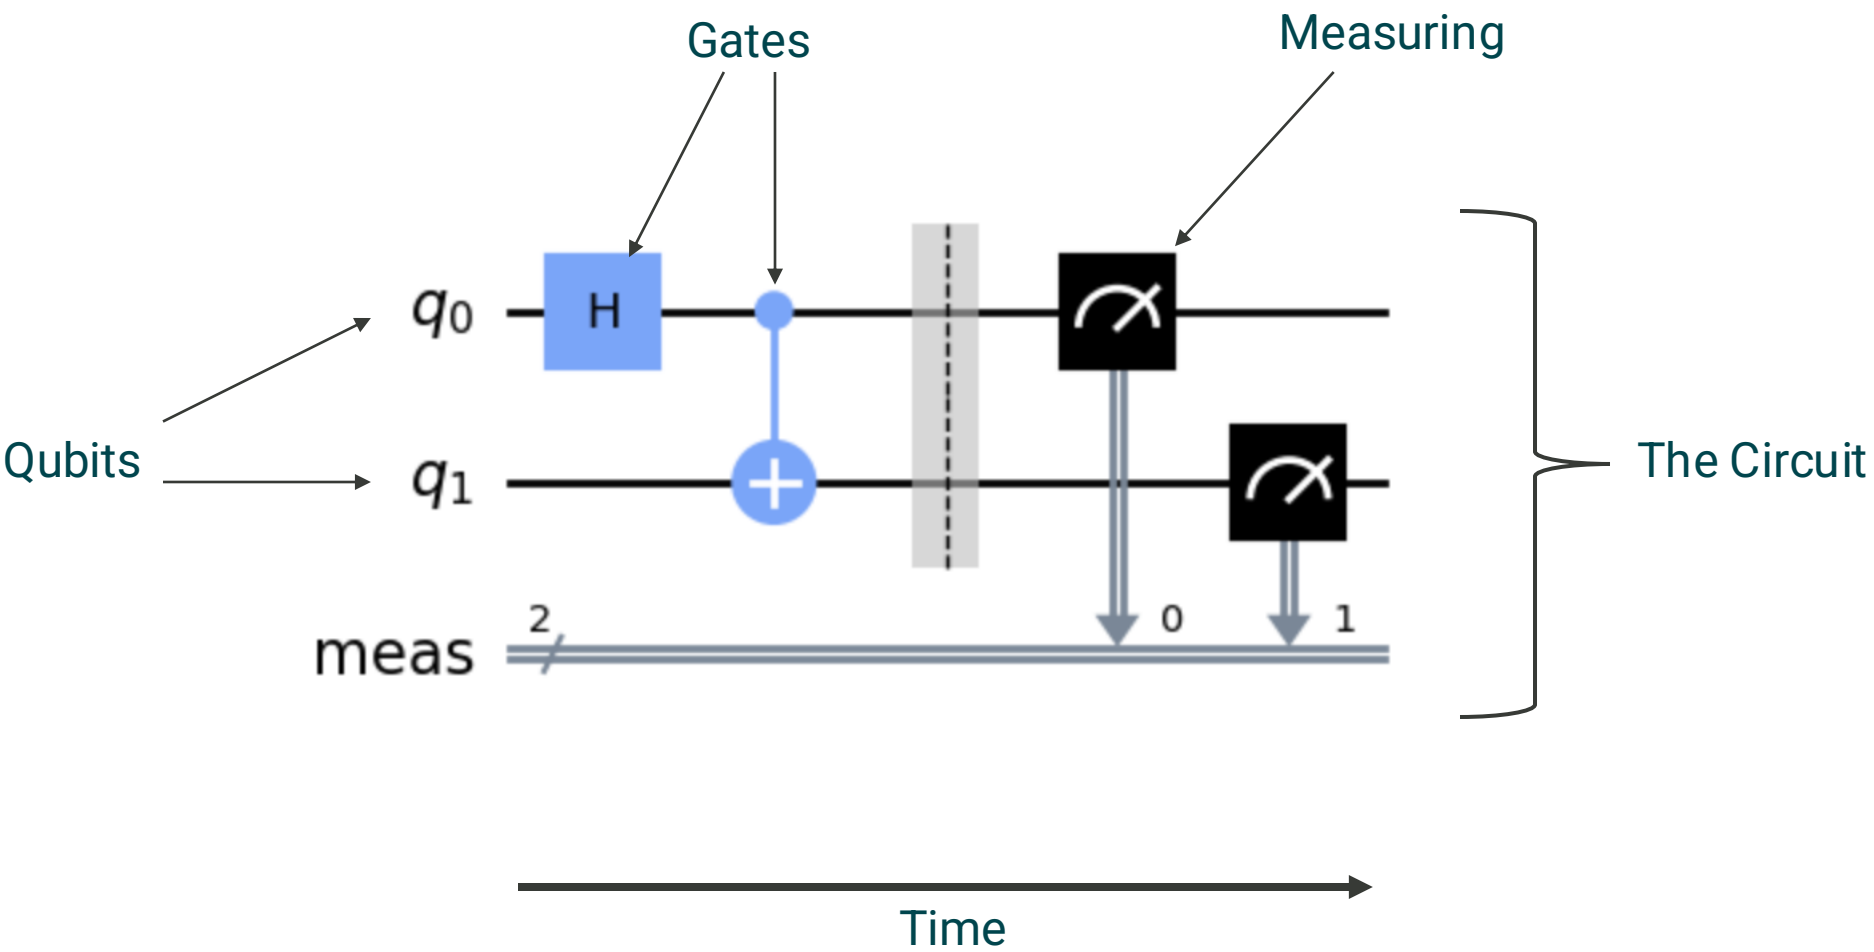 Gates
Measuring
q0
H
Qubits
q1
The Circuit
2
0
1
meas
Time